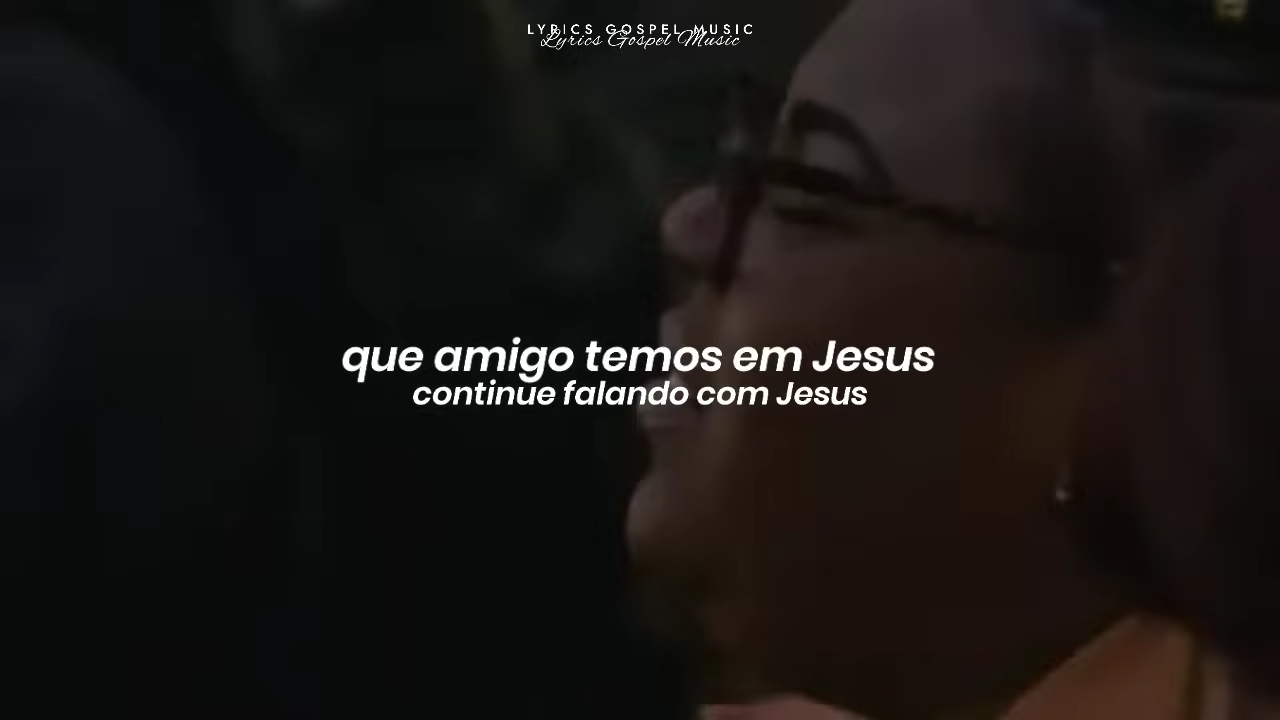 LYRICS GOSPEL MUSIC
Lyrics Gospel Music
que amigo temos em Jesus
continue falando com Jesus